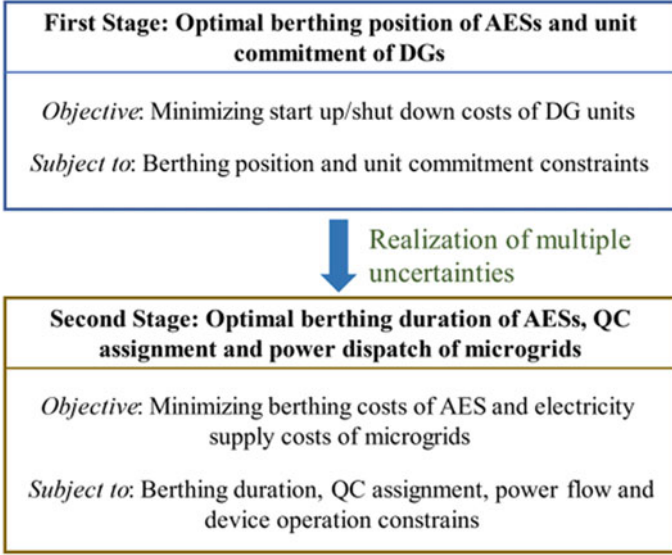 First Stage: Optimal berthing position of AESs and unit
commitment of DGs
Objective: Minimizing start up/shut down costs of DG units
Subject to: Berthing position and unit commitment constraints
Realization of multiple
uncertainties
Second Stage: Optimal berthing duration of AESs, QC
assignment and power dispatch of microgrids
Objective: Minimizing berthing costs of AES and electricity
supply costs of microgrids
Subject to: Berthing duration, QC assignment, power flow and
device operation constrains